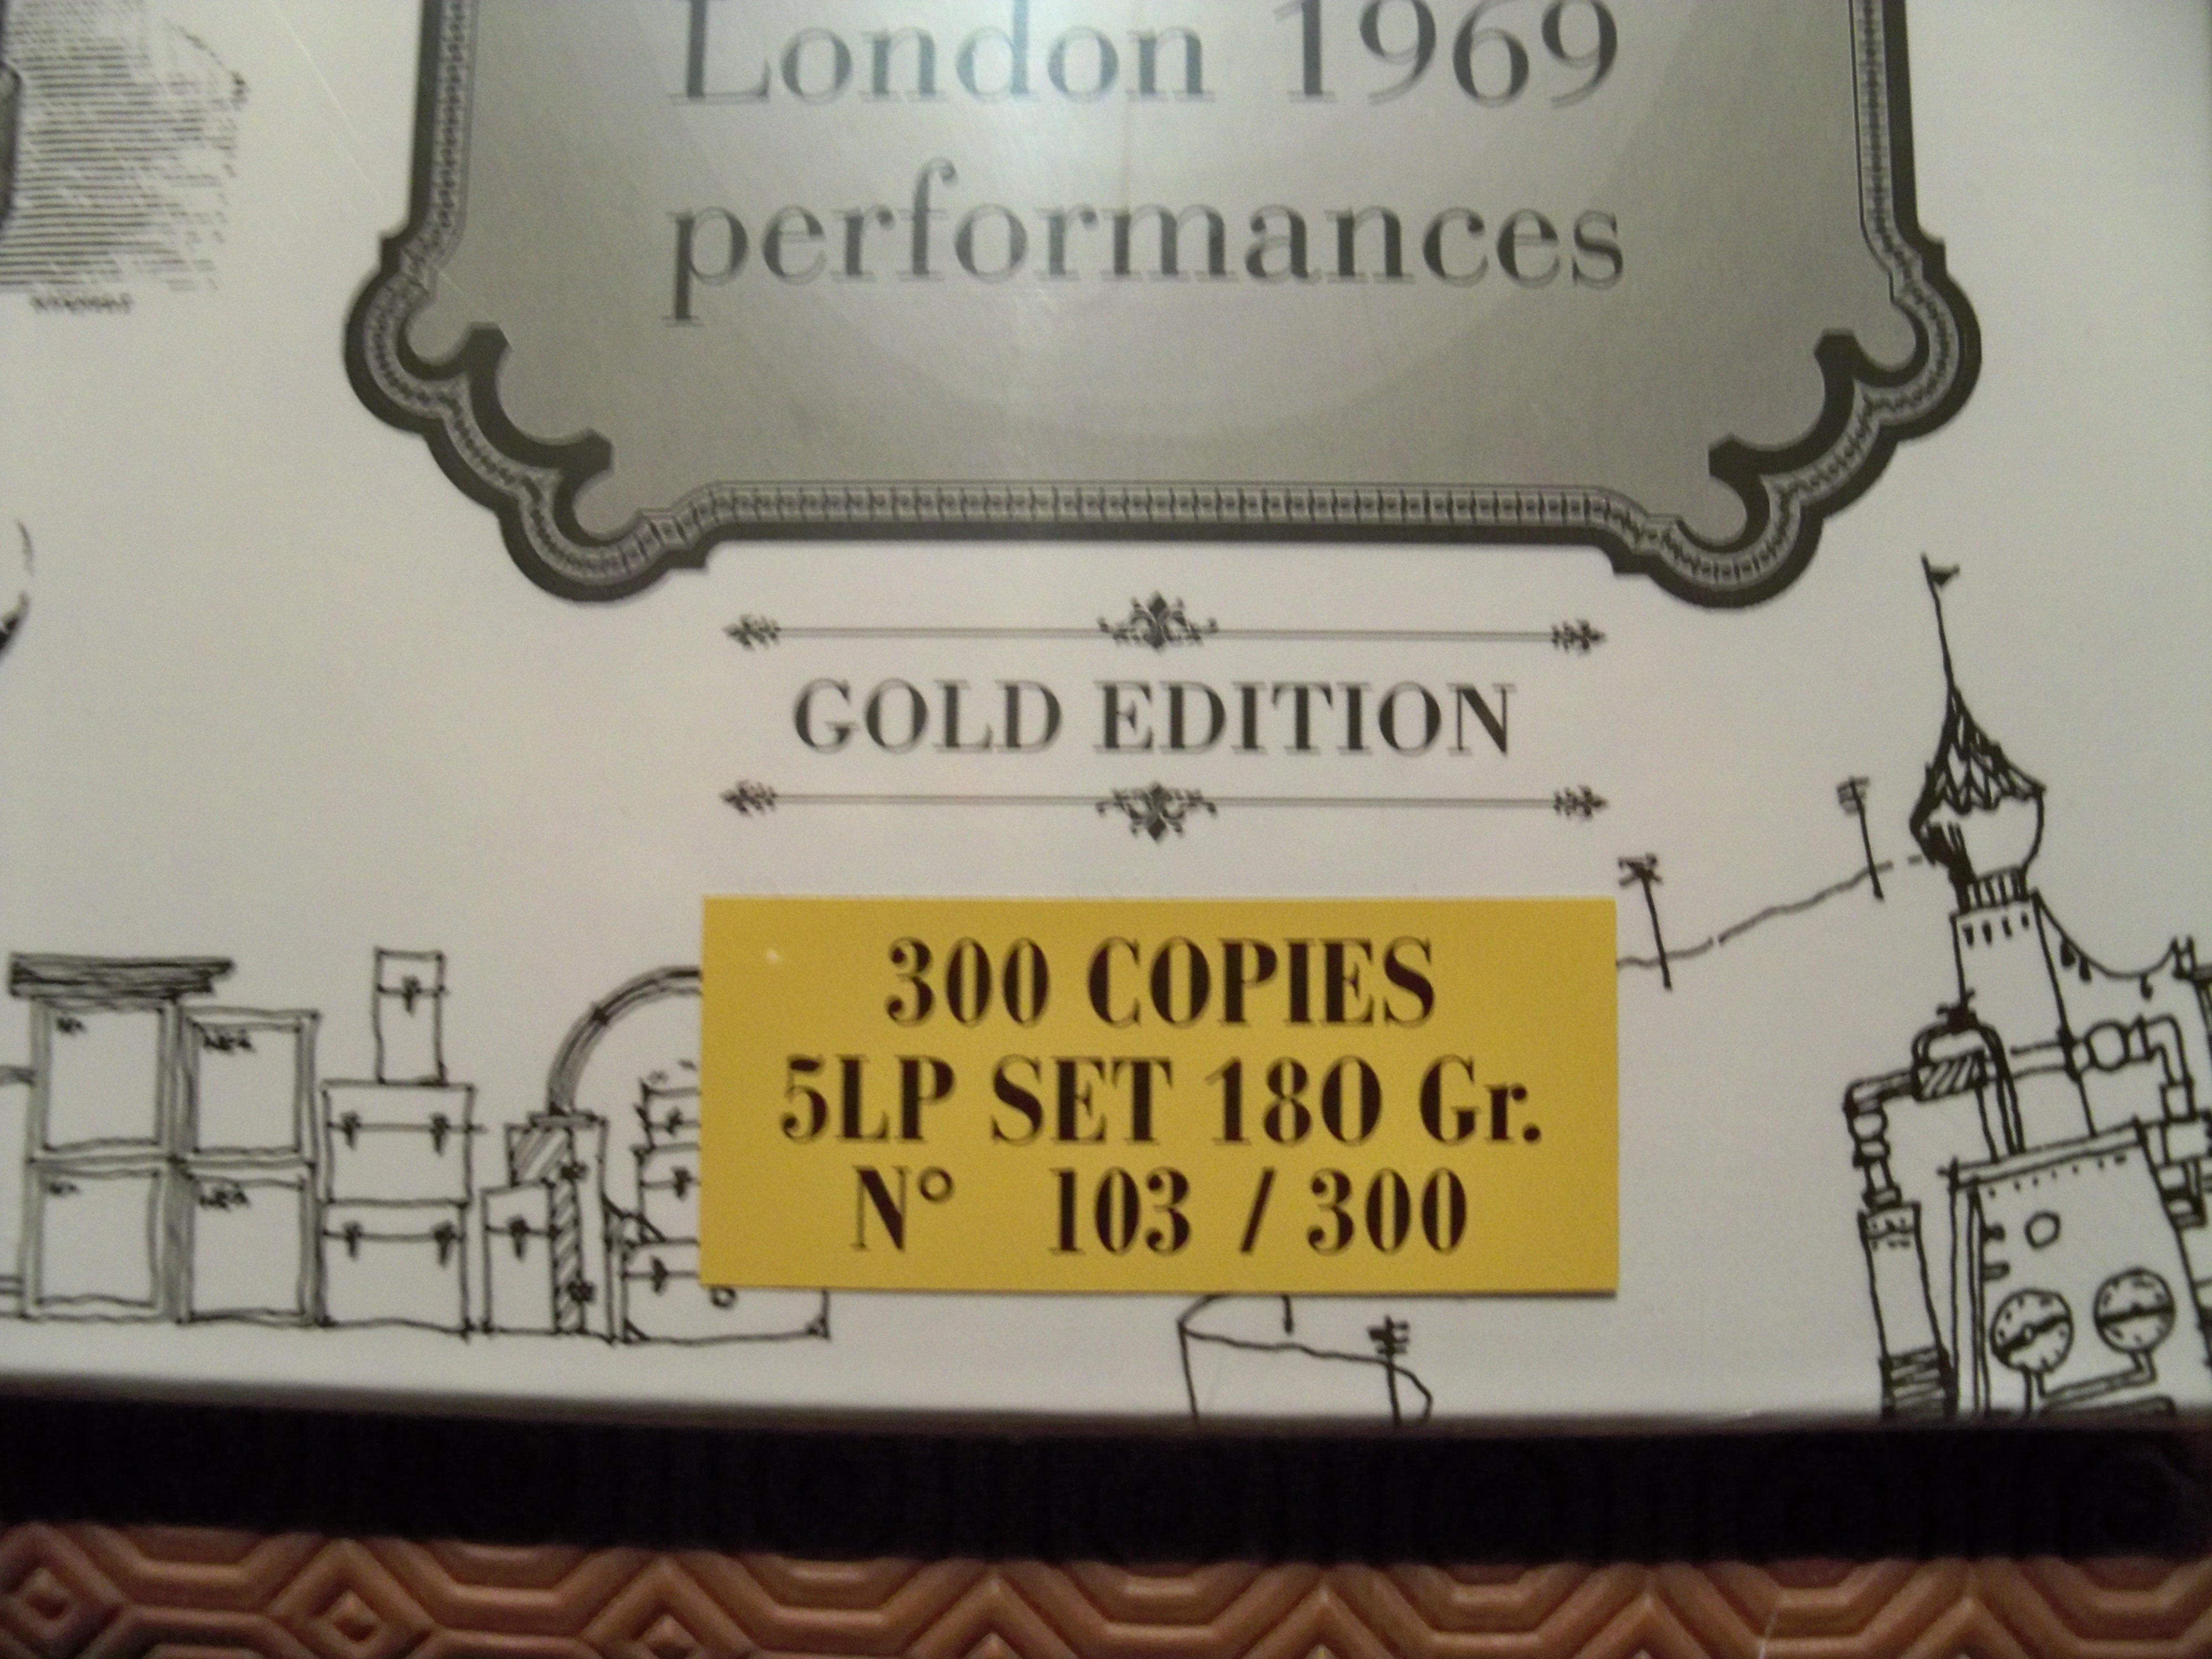 London 1969
performances
GOLD EDITION
300 COPIES
5LP SET 180 Gr.
N° 103 / 300